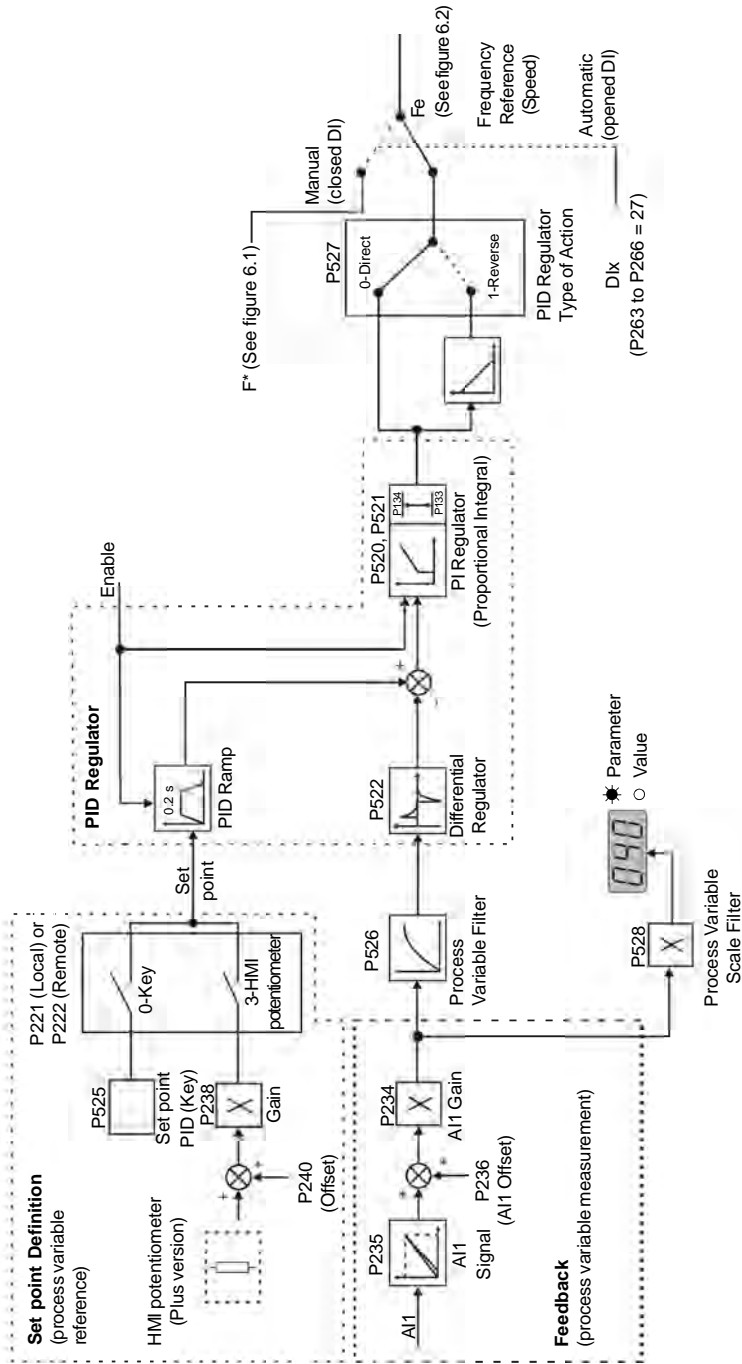 Set point Definition
(process variable
reference)
HMI potentiometer
(Plus version)
P240
(Offset)
P525
Set point
PID (Key)
P238
Gain
P221 (Local) or
P222 (Remote)
0-Key
3-HMI
potentiometer
Set
point
PID Regulator
0.2 s
PID Ramp
Enable
Feedback
(process variable measurement)
AI1
P235
AI1
Signal
P236
(AI1 Offset)
P234
AI1 Gain
P526
Process
Variable Filter
P522
Differential
Regulator
P520, P521
P134
P133
PI Regulator
(Proportional Integral)
P528
Process Variable
Scale Filter
040
Parameter
Value
F* (See figure 6.1)
P527
0-Direct
1-Reverse
PID Regulator
Type of Action
Manual
(closed DI)
Fe
(See figure 6.2)
Frequency
Reference
(Speed)
Automatic
(opened DI)
DIx
(P263 to P266 = 27)